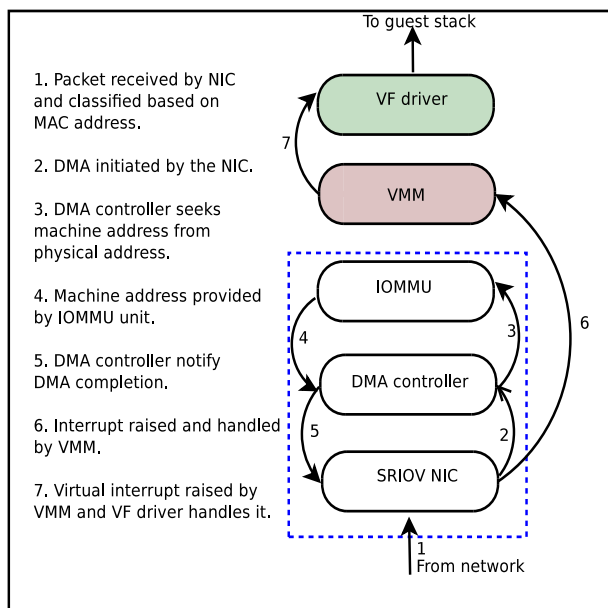 To guest stack
1. Packet received by NIC
and classified based on
MAC address.
2. DMA initiated by the NIC.
3. DMA controller seeks
machine address from
physical address.
4. Machine address provided
by IOMMU unit.
5. DMA controller notify
DMA completion.
6. Interrupt raised and handled
by VMM.
7. Virtual interrupt raised by
VMM and VF driver handles it.
VF driver
7
VMM
IOMMU
6
4
3
DMA controller
5
2
SRIOV NIC
1
From network